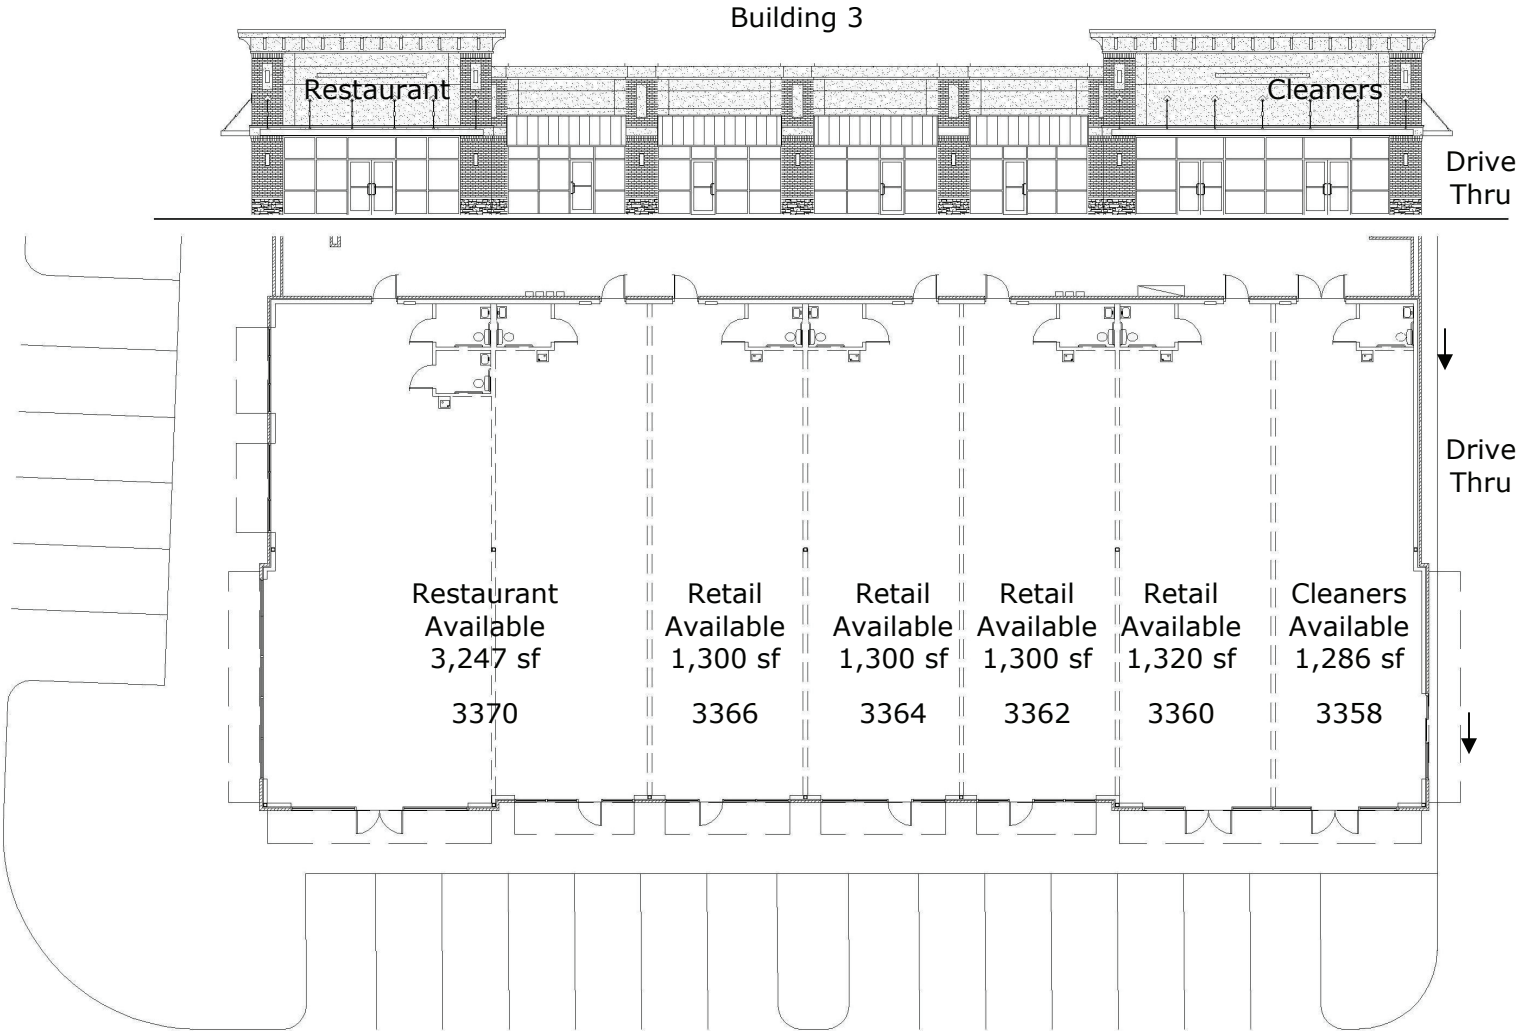 Building 3
Restaurant
Cleaners
Drive
Thru
Drive
Thru
Restaurant
Available
3,247 sf
3370
Retail
Available
1,300 sf
3366
Retail
Available
1,300 sf
3364
Retail
Available
1,300 sf
3362
Retail
Available
1,320 sf
3360
Cleaners
Available
1,286 sf
3358